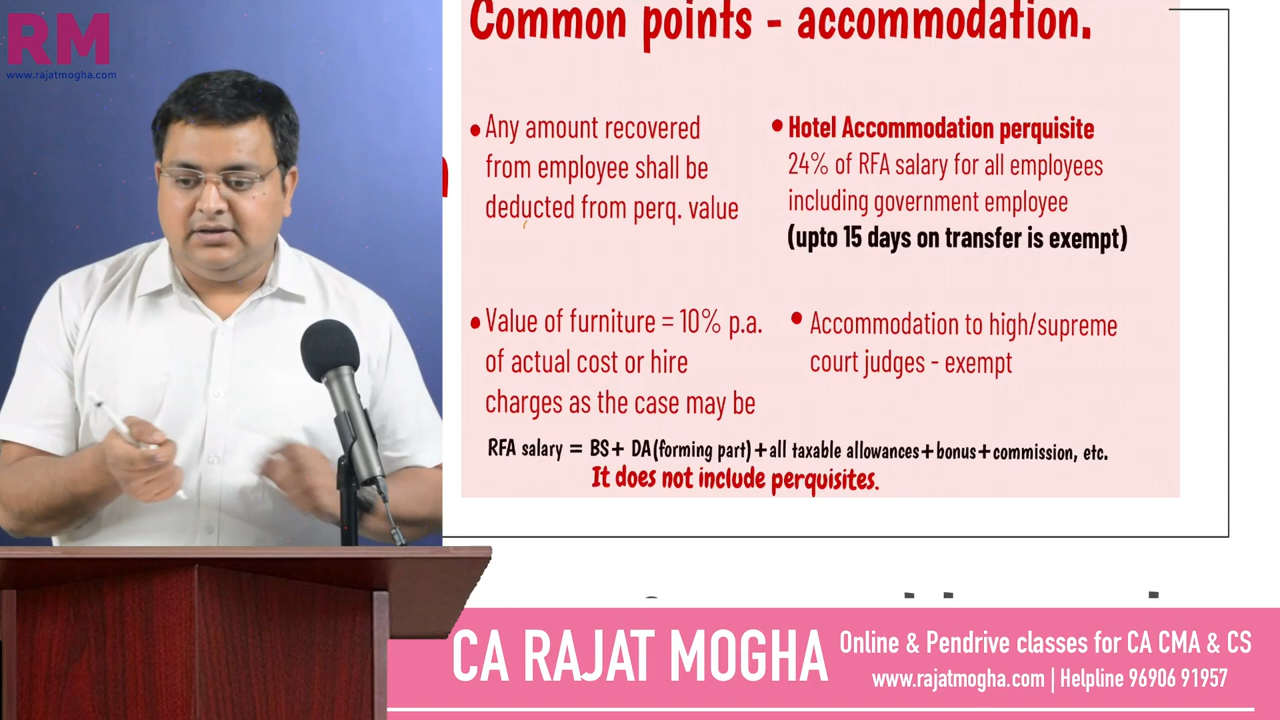 RM
www.rajatmogha.com
Common points - accommodation.
• Any amount recovered
from employee shall be
deducted from perq. value
• Hotel Accommodation perquisite
24% of RFA salary for all employees
including government employee
(upto 15 days on transfer is exempt)
• Value of furniture = 10% p.a.
of actual cost or hire
charges as the case may be
• Accommodation to high/supreme
court judges - exempt
RFA salary = BS+ DA(forming part)+all taxable allowances+bonus+commission, etc.
It does not include perquisites.
CA RAJAT MOGHA
Online & Pendrive classes for CA CMA & CS
www.rajatmogha.com | Helpline 96906 91957